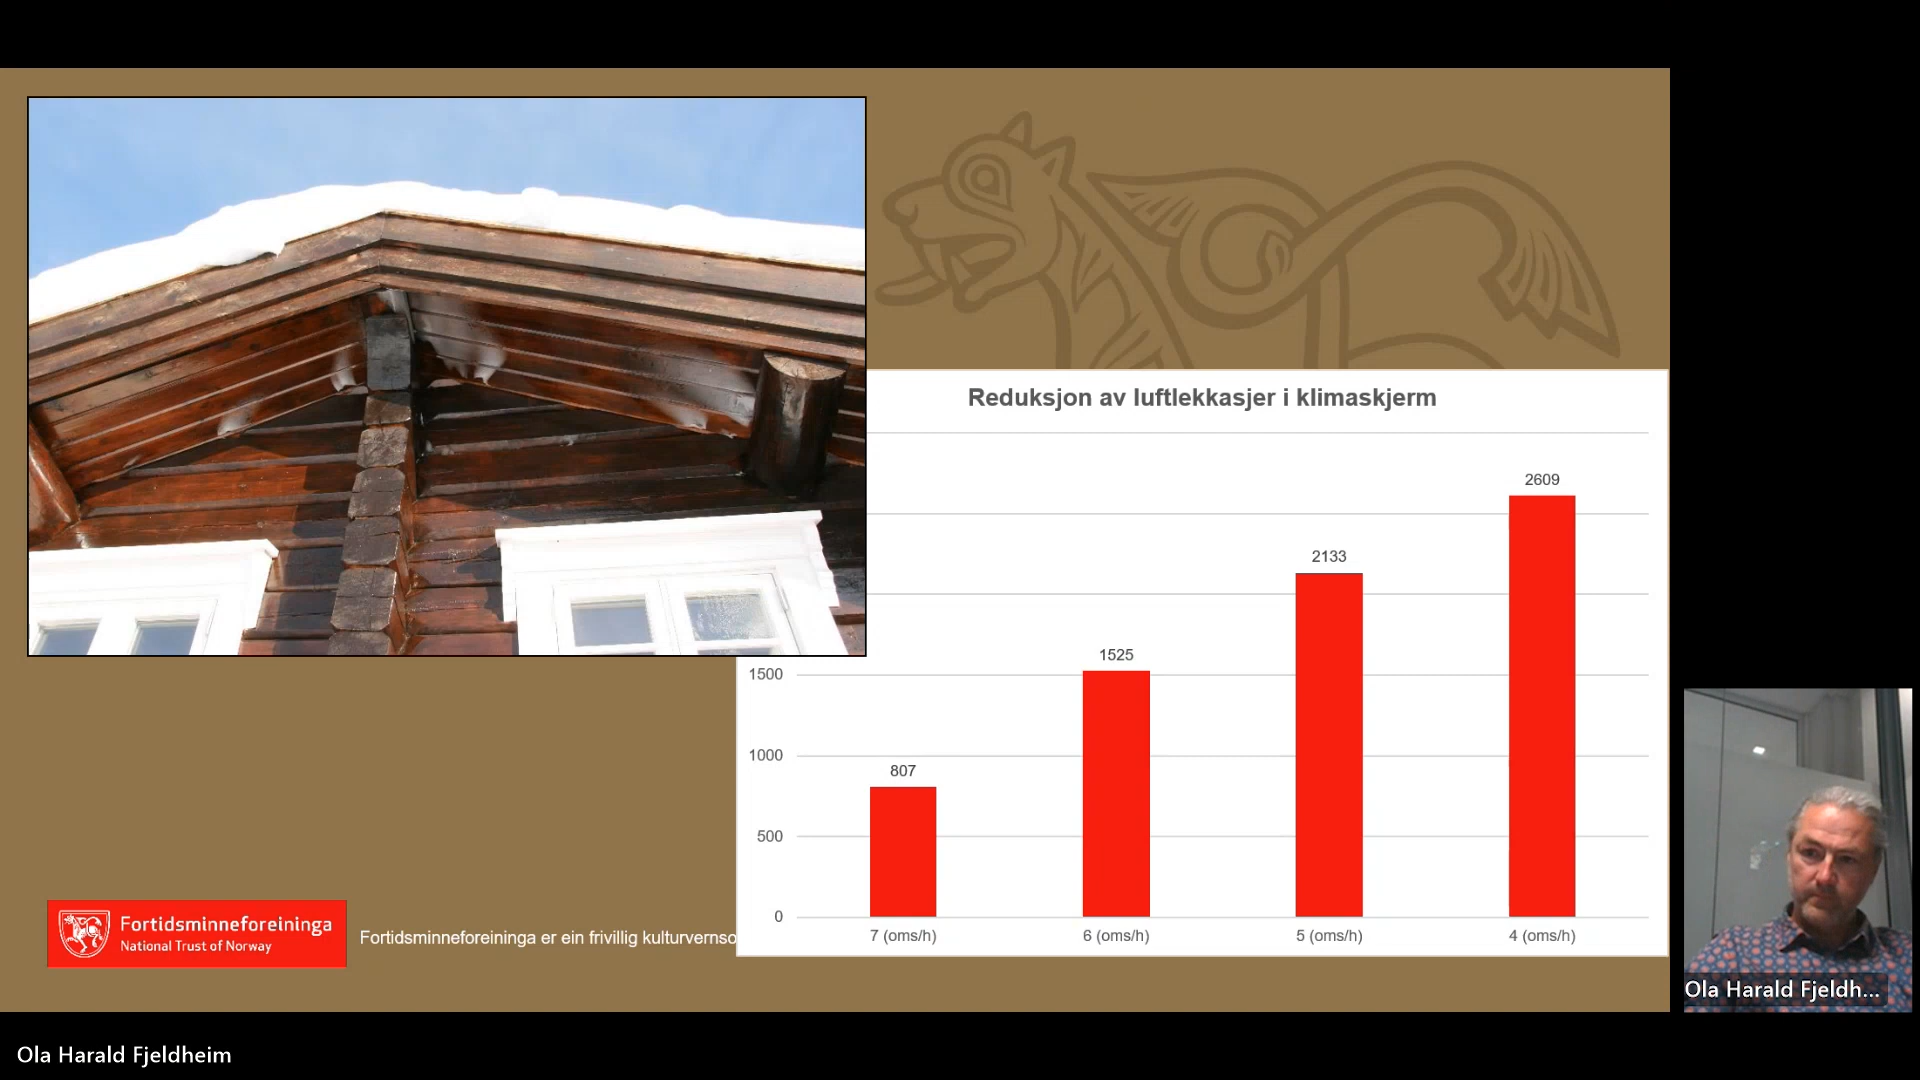 Reduksjon av luftlekkasjer i klimaskjerm
2609
2133
1525
807
1500
1000
500
0
7 (oms/h)
6 (oms/h)
5 (oms/h)
4 (oms/h)
Fortidsminneforeininga
National Trust of Norway
Fortidsminneforeininga er ein frivillig kulturvernso
Ola Harald Fjeldh...
Ola Harald Fjeldheim